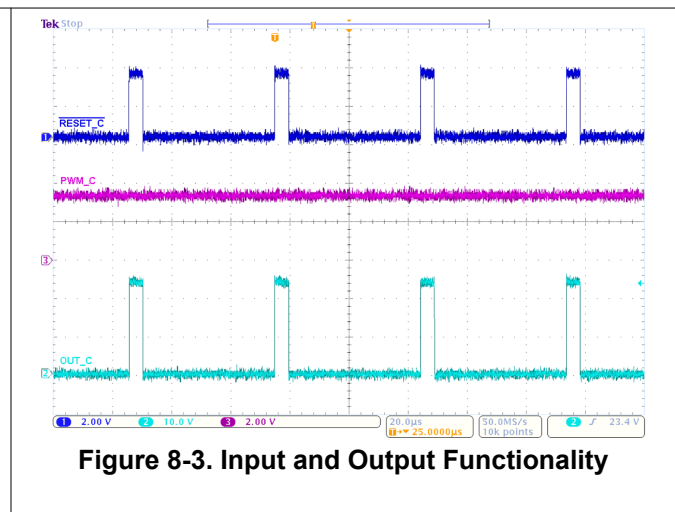 Tek Stop
T
T
RESET_C
1
PWM_C
3
OUT_C
2
1 2.00 V 2 10.0 V 3 2.00 V
20.0µs
T→▼ 25.0000µs
50.0MS/s
10k points
2 ʃ 23.4 V
Figure 8-3. Input and Output Functionality